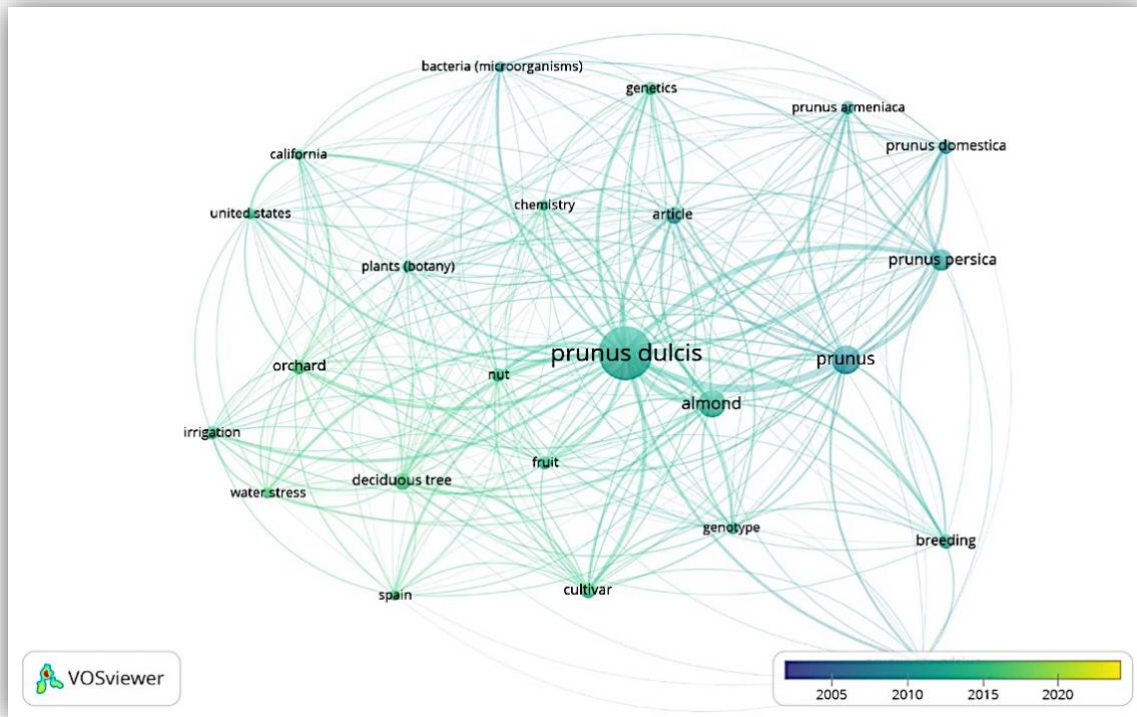 bacteria (microorganisms)
genetics
prunus armeniaca
prunus domestica
california
united states
chemistry
article
plants (botany)
prunus persica
prunus dulcis
prunus
orchard
nut
almond
irrigation
fruit
deciduous tree
water stress
genotype
breeding
spain
cultivar
VOSviewer
2005
2010
2015
2020